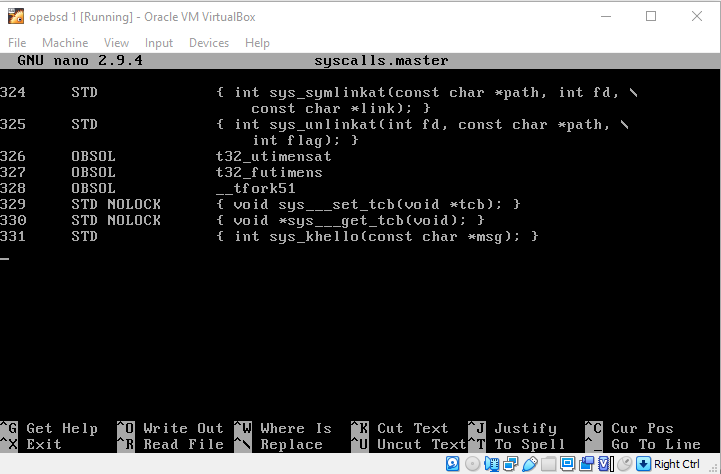 opebsd 1 [Running] - Oracle VM VirtualBox
File Machine View Input Devices Help
GNU nano 2.9.4 syscalls.master
324 STD { int sys_symlinkat(const char *path, int fd, \
const char *link); }
325 STD { int sys_unlinkat(int fd, const char *path, \
int flag); }
326 OBSOL t32_utimensat
327 OBSOL t32_futimens
328 OBSOL __tfork51
329 STD NOLOCK { void sys___set_tcb(void *tcb); }
330 STD NOLOCK { void *sys___get_tcb(void); }
331 STD { int sys_khello(const char *msg); }
^G Get Help ^O Write Out ^W Where Is ^K Cut Text ^J Justify ^C Cur Pos
^X Exit ^R Read File ^\ Replace ^U Uncut Text ^T To Spell ^_ Go To Line
Right Ctrl